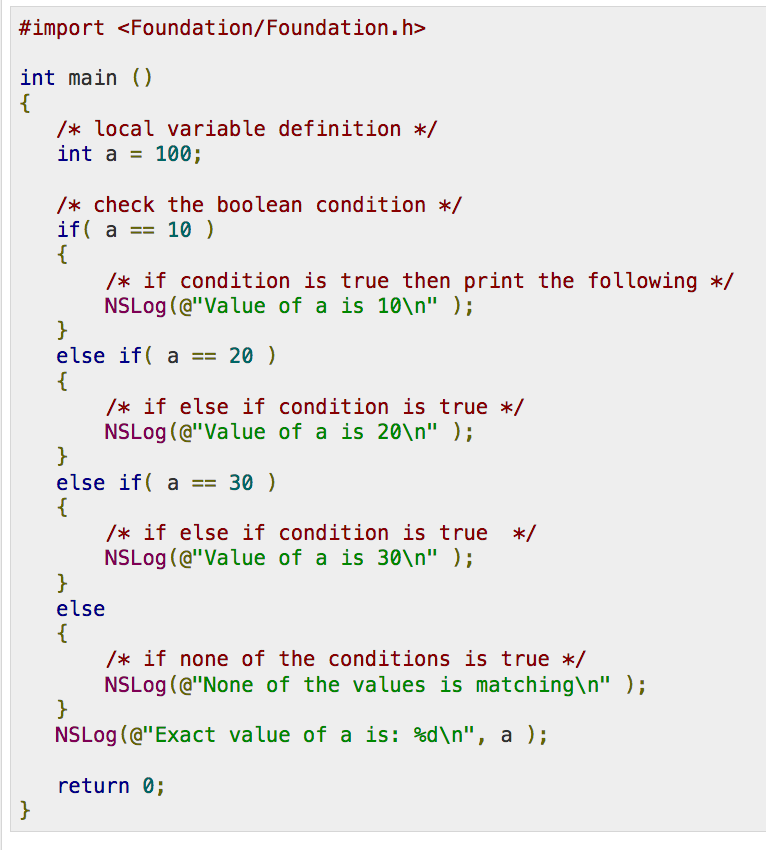 #import <Foundation/Foundation.h>

int main ()
{
   /* local variable definition */
   int a = 100;

   /* check the boolean condition */
   if( a == 10 )
   {
       /* if condition is true then print the following */
       NSLog(@"Value of a is 10\n" );
   }
   else if( a == 20 )
   {
       /* if else if condition is true */
       NSLog(@"Value of a is 20\n" );
   }
   else if( a == 30 )
   {
       /* if else if condition is true  */
       NSLog(@"Value of a is 30\n" );
   }
   else
   {
       /* if none of the conditions is true */
       NSLog(@"None of the values is matching\n" );
   }
   NSLog(@"Exact value of a is: %d\n", a );

   return 0;
}